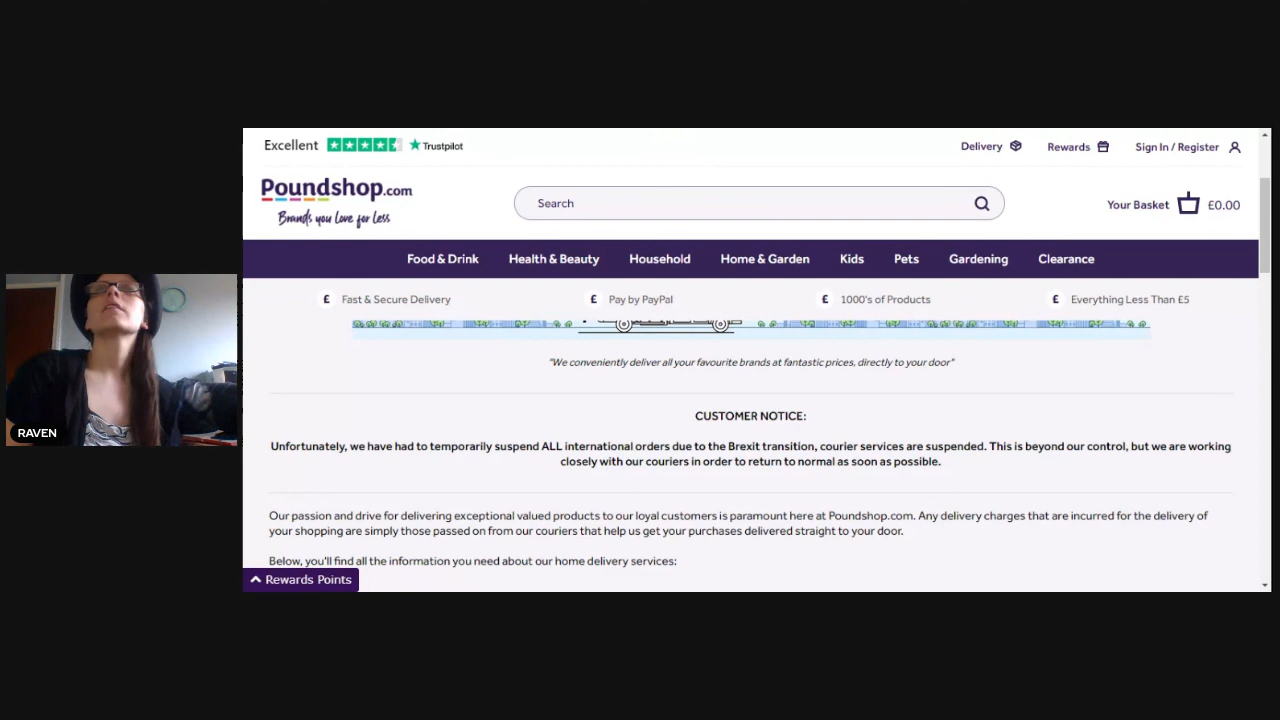 Excellent Trustpilot
Delivery Rewards Sign In / Register
Poundshop.com
Brands you love for less
Search
Your Basket £0.00
Food & Drink Health & Beauty Household Home & Garden Kids Pets Gardening Clearance
£ Fast & Secure Delivery £ Pay by PayPal £ 1000's of Products £ Everything Less Than £5
"We conveniently deliver all your favourite brands at fantastic prices, directly to your door"
CUSTOMER NOTICE:
Unfortunately, we have had to temporarily suspend ALL international orders due to the Brexit transition, courier services are suspended. This is beyond our control, but we are working
closely with our couriers in order to return to normal as soon as possible.
RAVEN
Our passion and drive for delivering exceptional valued products to our loyal customers is paramount here at Poundshop.com. Any delivery charges that are incurred for the delivery of
your shopping are simply those passed on from our couriers that help us get your purchases delivered straight to your door.
Below, you'll find all the information you need about our home delivery services:
Rewards Points